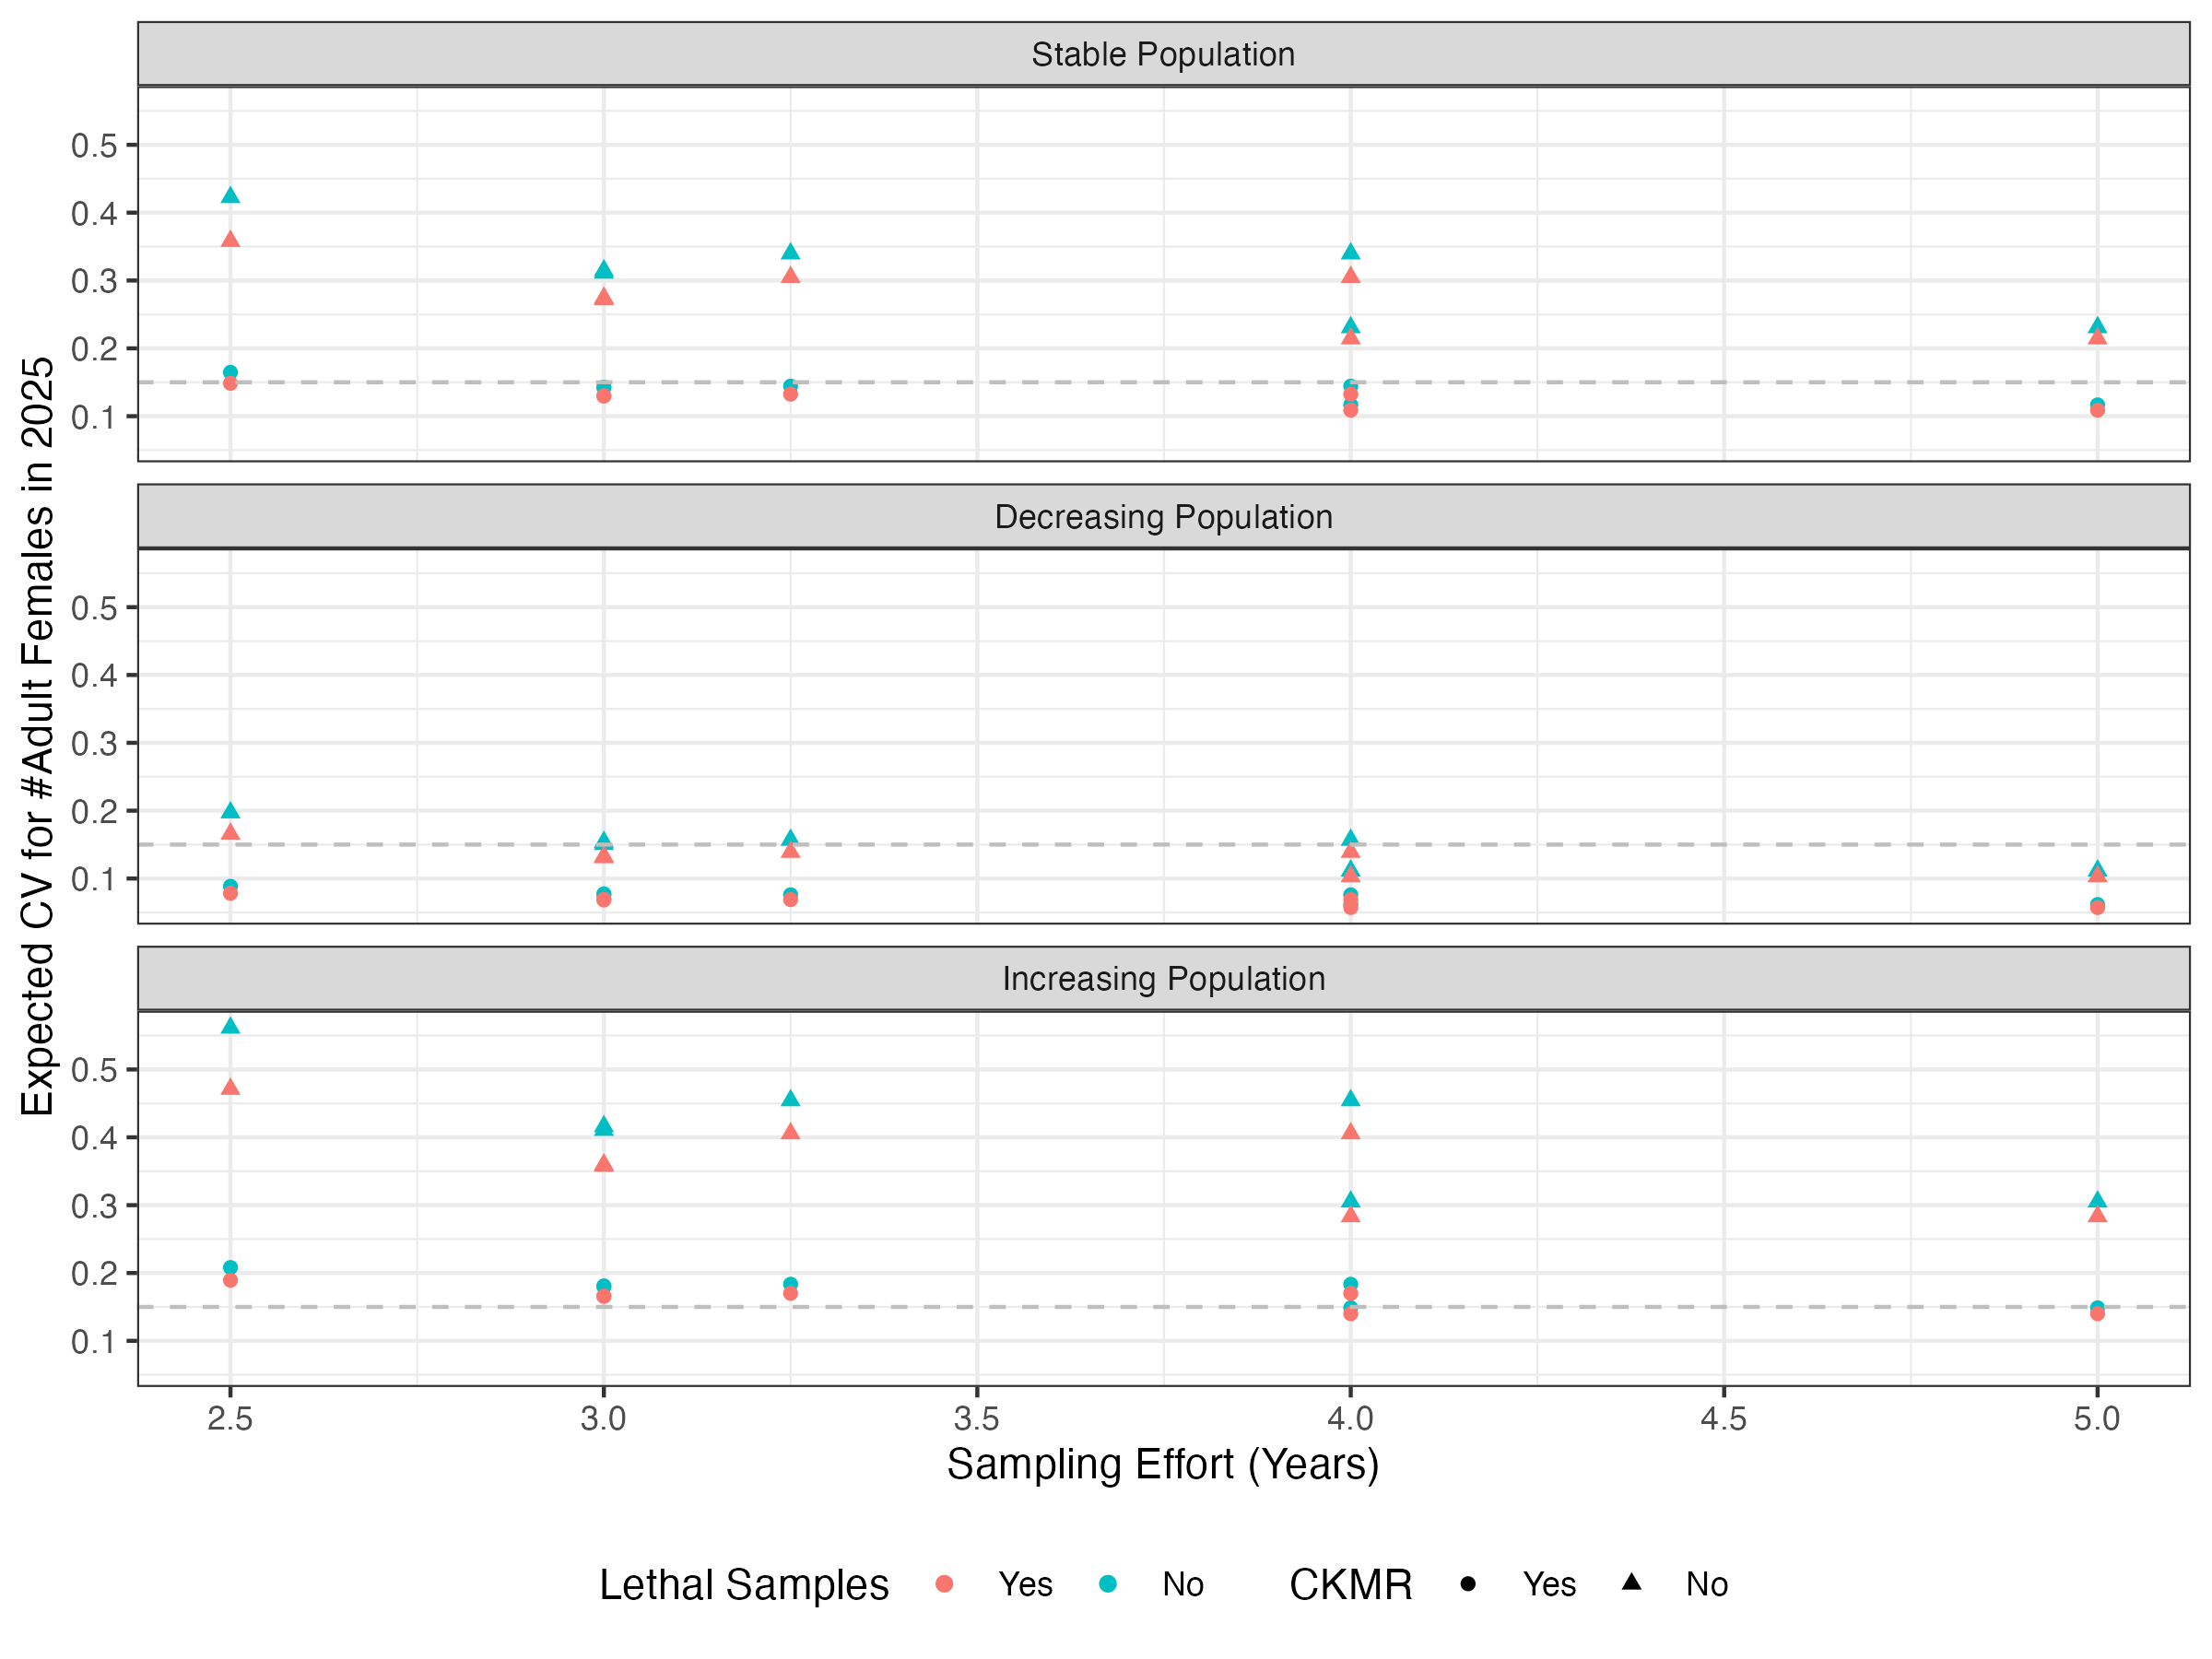 Stable Population
0.5
0.4
0.3
0.2
0.1
Decreasing Population
0.5
0.4
0.3
0.2
0.1
Increasing Population
0.5
0.4
0.3
0.2
0.1
Expected CV for #Adult Females in 2025
2.5 3.0 3.5 4.0 4.5 5.0
Sampling Effort (Years)
Lethal Samples Yes No CKMR Yes No